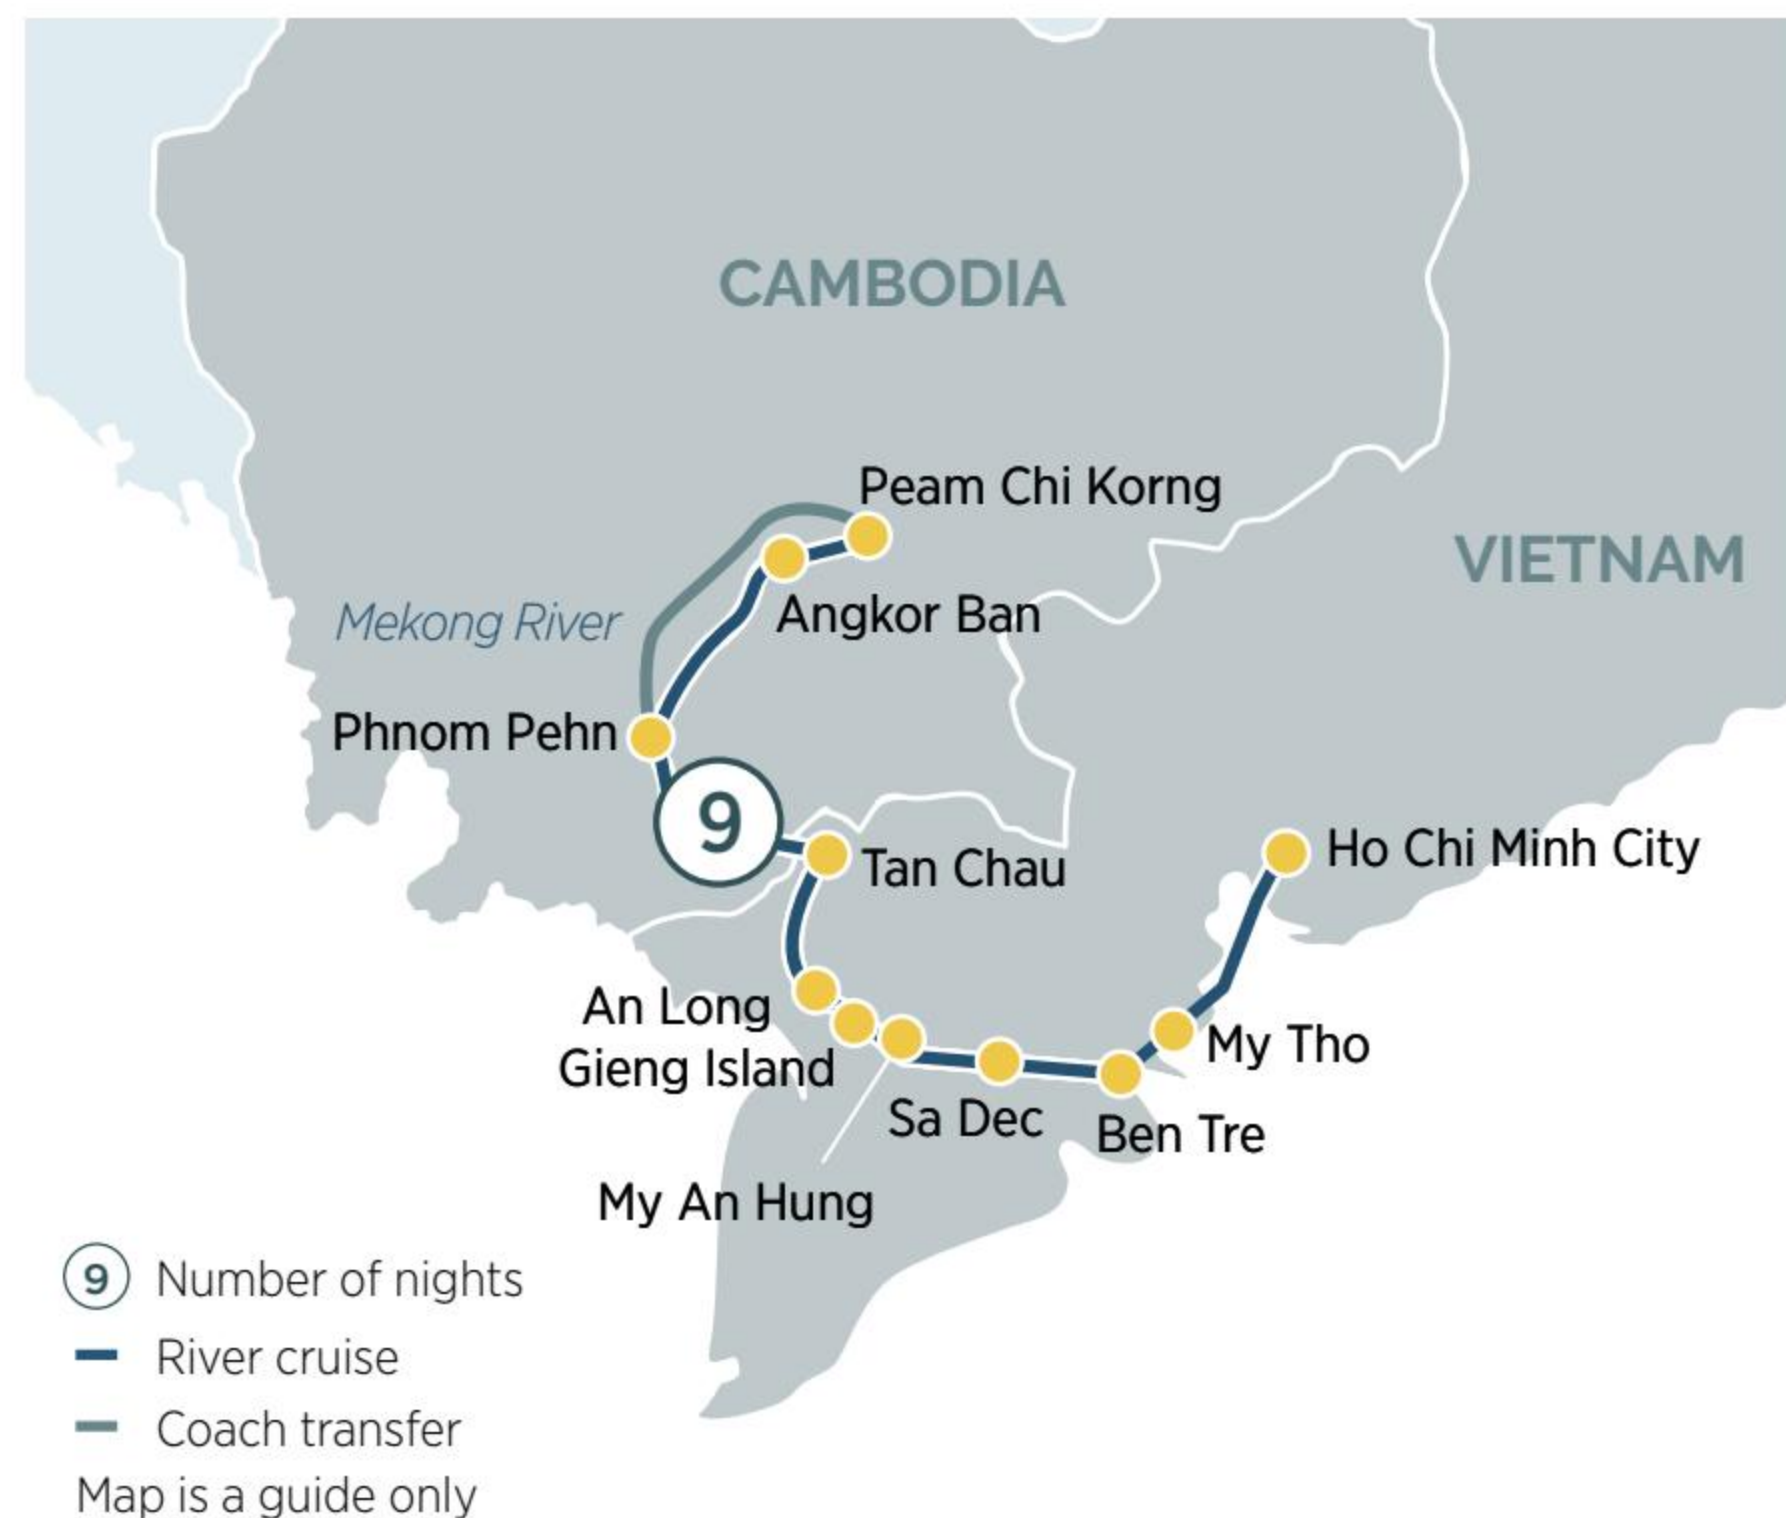 CAMBODIA
Peam Chi Korng
VIETNAM
Mekong River
Angkor Ban
Phnom Pehn
9
Tan Chau
Ho Chi Minh City
An Long
Gieng Island
My Tho
Sa Dec
Ben Tre
My An Hung
9 Number of nights
River cruise
Coach transfer
Map is a guide only